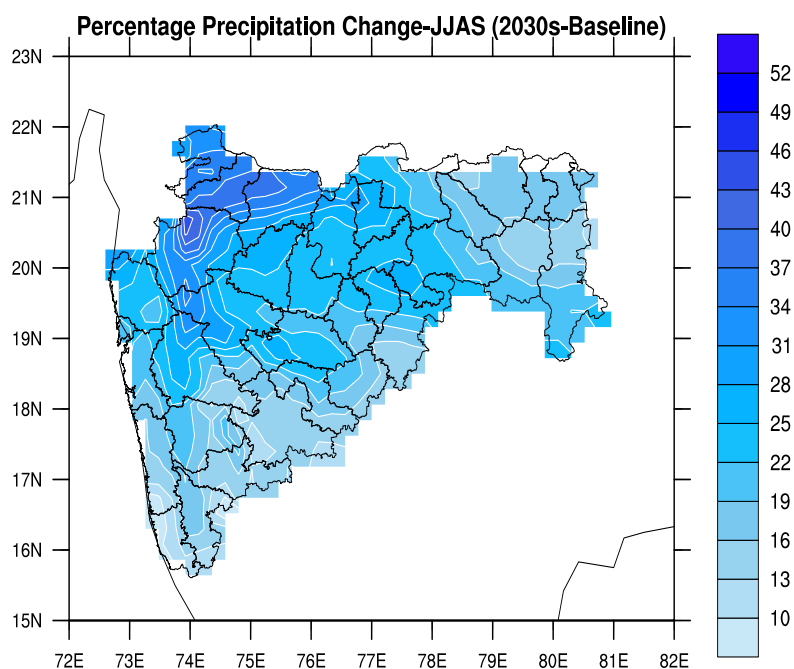 Percentage Precipitation Change-JJAS (2030s-Baseline)
23N
22N
21N
20N
19N
18N
17N
16N
15N
72E 73E 74E 75E 76E 77E 78E 79E 80E 81E 82E
52
49
46
43
40
37
34
31
28
25
22
19
16
13
10